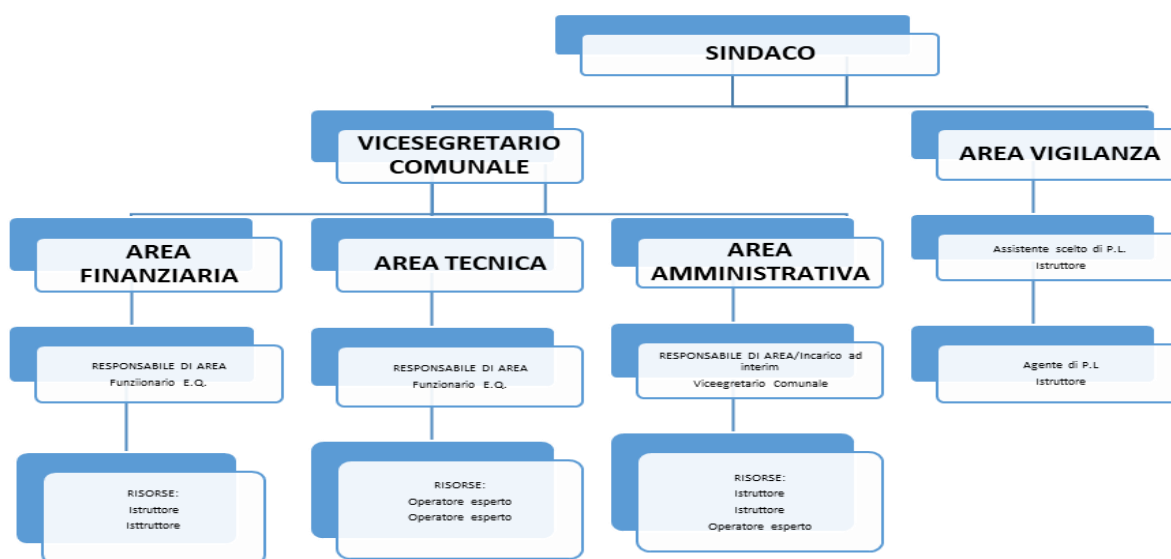 SINDACO
VICESEGRETARIO
COMUNALE
AREA VIGILANZA
AREA
FINANZIARIA
AREA TECNICA
AREA
AMMINISTRATIVA
Assistente scelto di P.L.
Istruttore
RESPONSABILE DI AREA
Funziionario E.Q.
RESPONSABILE DI AREA
Funzionario E.Q.
RESPONSABILE DI AREA/Incarico ad
interim
Viceegretario Comunale
Agente di P.L
Istruttore
RISORSE:
Istruttore
Isttruttore
RISORSE:
Operatore esperto
Operatore esperto
RISORSE:
Istruttore
Istruttore
Operatore esperto